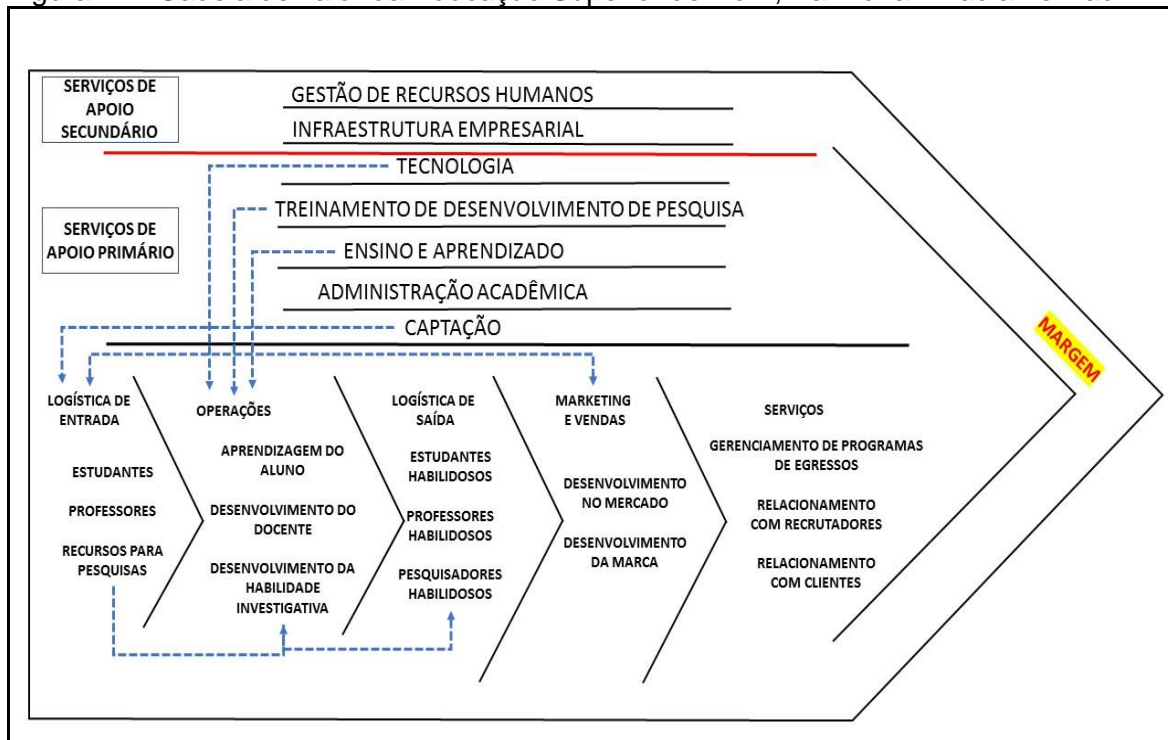 SERVIÇOS DE
APOIO
SECUNDÁRIO
GESTÃO DE RECURSOS HUMANOS
INFRAESTRUTURA EMPRESARIAL
TECNOLOGIA
TREINAMENTO DE DESENVOLVIMENTO DE PESQUISA
SERVIÇOS DE
APOIO PRIMÁRIO
ENSINO E APRENDIZADO
ADMINISTRAÇÃO ACADÊMICA
CAPTAÇÃO
MARGEM
LOGÍSTICA DE
ENTRADA
ESTUDANTES
PROFESSORES
RECURSOS PARA
PESQUISAS
OPERAÇÕES
APRENDIZAGEM DO
ALUNO
DESENVOLVIMENTO DO
DOCENTE
DESENVOLVIMENTO DA
HABILIDADE
INVESTIGATIVA
LOGÍSTICA DE
SAÍDA
ESTUDANTES
HABILIDOSOS
PROFESSORES
HABILIDOSOS
PESQUISADORES
HABILIDOSOS
MARKETING
E VENDAS
DESENVOLVIMENTO
NO MERCADO
DESENVOLVIMENTO
DA MARCA
SERVIÇOS
GERENCIAMENTO DE PROGRAMAS
DE EGRESSOS
RELACIONAMENTO
COM RECRUTADORES
RELACIONAMENTO
COM CLIENTES